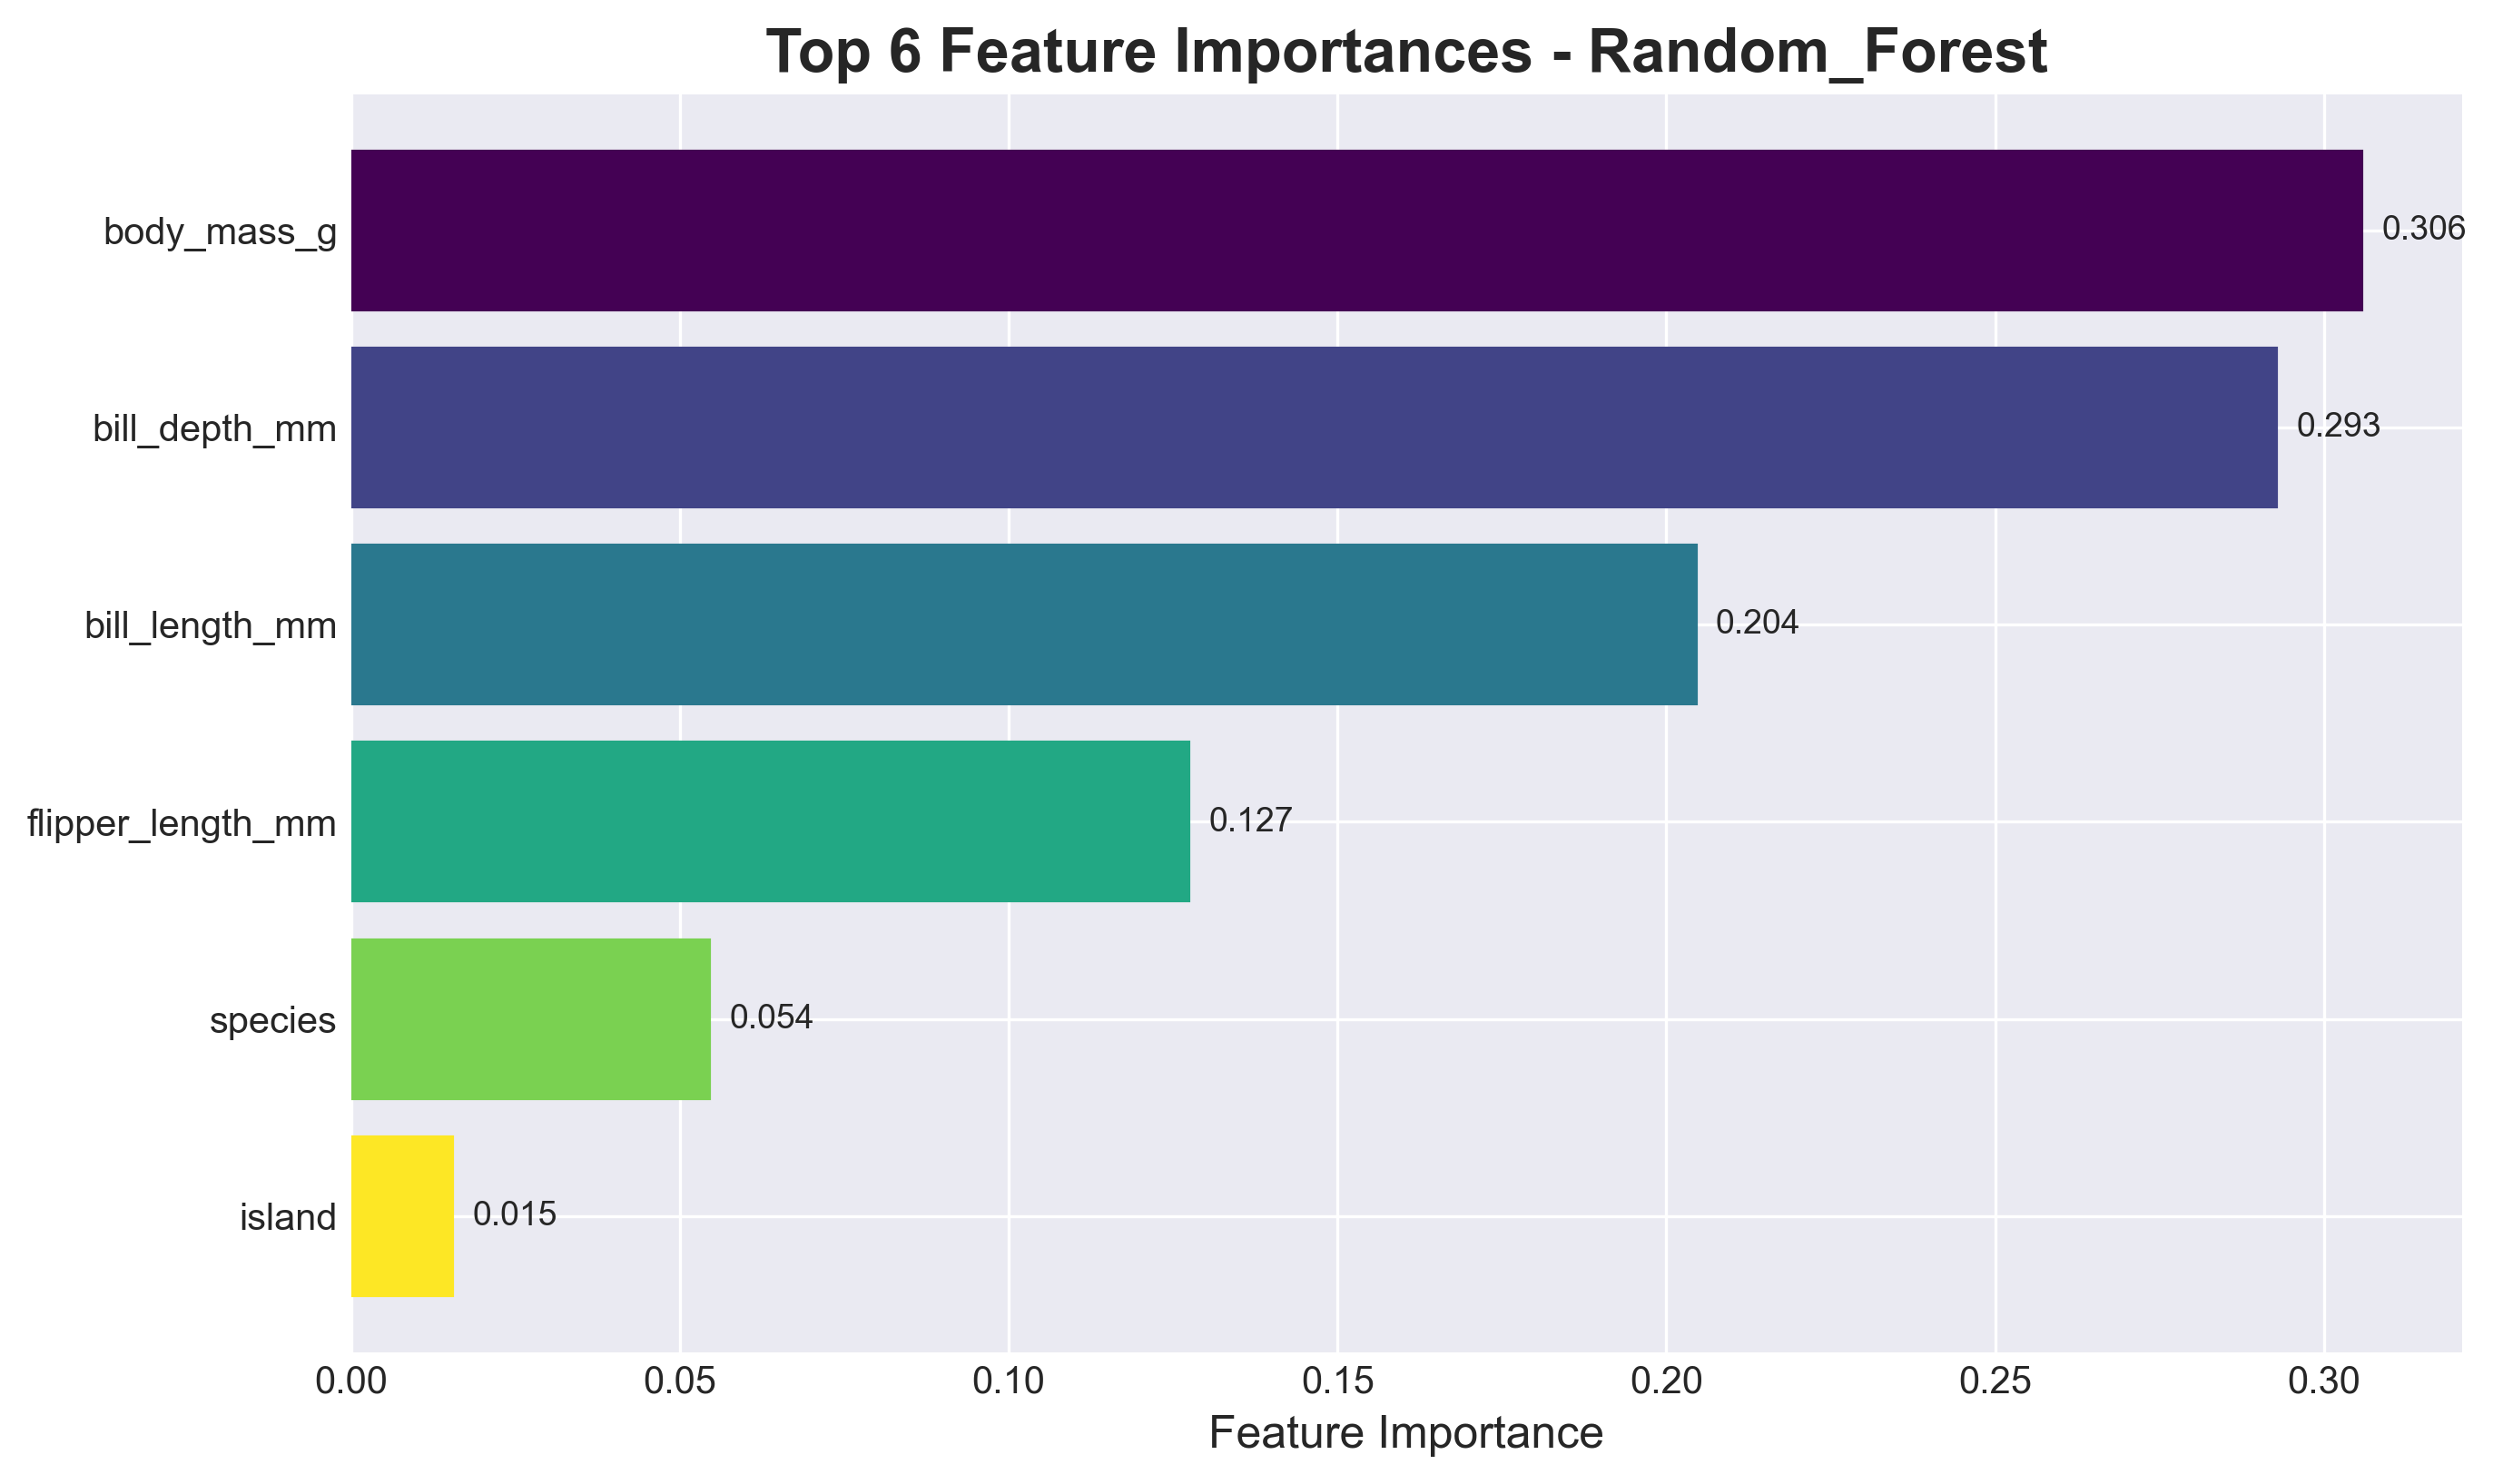 Top 6 Feature Importances - Random_Forest
body_mass_g
0.306
bill_depth_mm
0.293
bill_length_mm
0.204
flipper_length_mm
0.127
species
0.054
island
0.015
0.00 0.05 0.10 0.15 0.20 0.25 0.30
Feature Importance